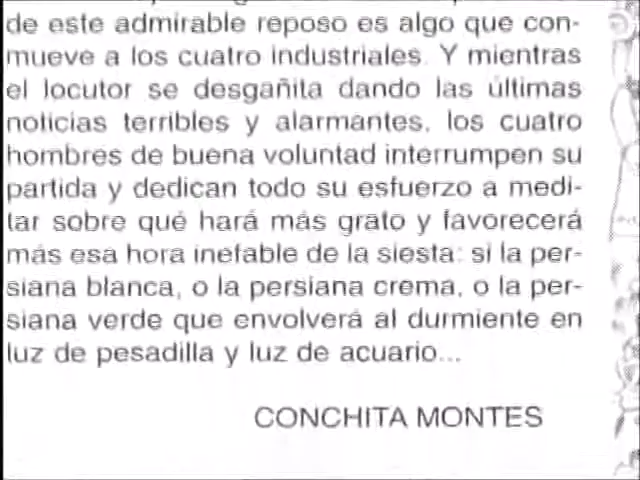 de este admirable reposo es algo que con-
mueve a los cuatro industriales. Y mientras
el locutor se desgañita dando las últimas
noticias terribles y alarmantes, los cuatro
hombres de buena voluntad interrumpen su
partida y dedican todo su esfuerzo a medi-
tar sobre qué hará más grato y favorecerá
más esa hora inefable de la siesta: si la per-
siana blanca, o la persiana crema, o la per-
siana verde que envolverá al durmiente en
luz de pesadilla y luz de acuario...
CONCHITA MONTES